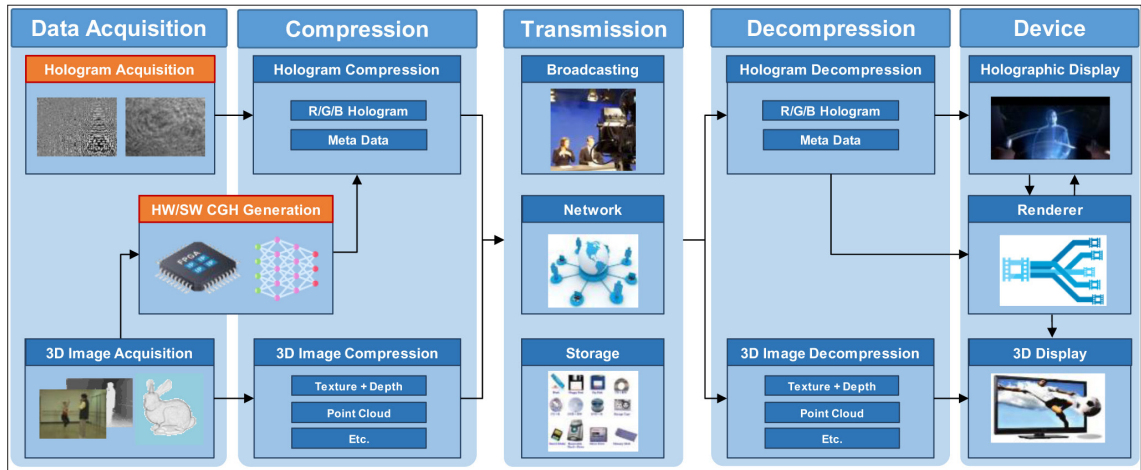 Data Acquisition
Compression
Transmission
Decompression
Device
Hologram Acquisition
Hologram Compression
R/G/B Hologram
Meta Data
Broadcasting
Hologram Decompression
R/G/B Hologram
Meta Data
Holographic Display
HW/SW CGH Generation
FPGA
Network
Renderer
3D Image Acquisition
3D Image Compression
Texture + Depth
Point Cloud
Etc.
Storage
3D Image Decompression
Texture + Depth
Point Cloud
Etc.
3D Display